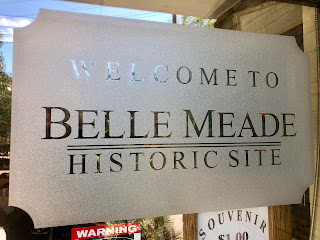 WELCOME TO
BELLE MEADE
HISTORIC SITE
WARNING
SOUVENIR
$1.00